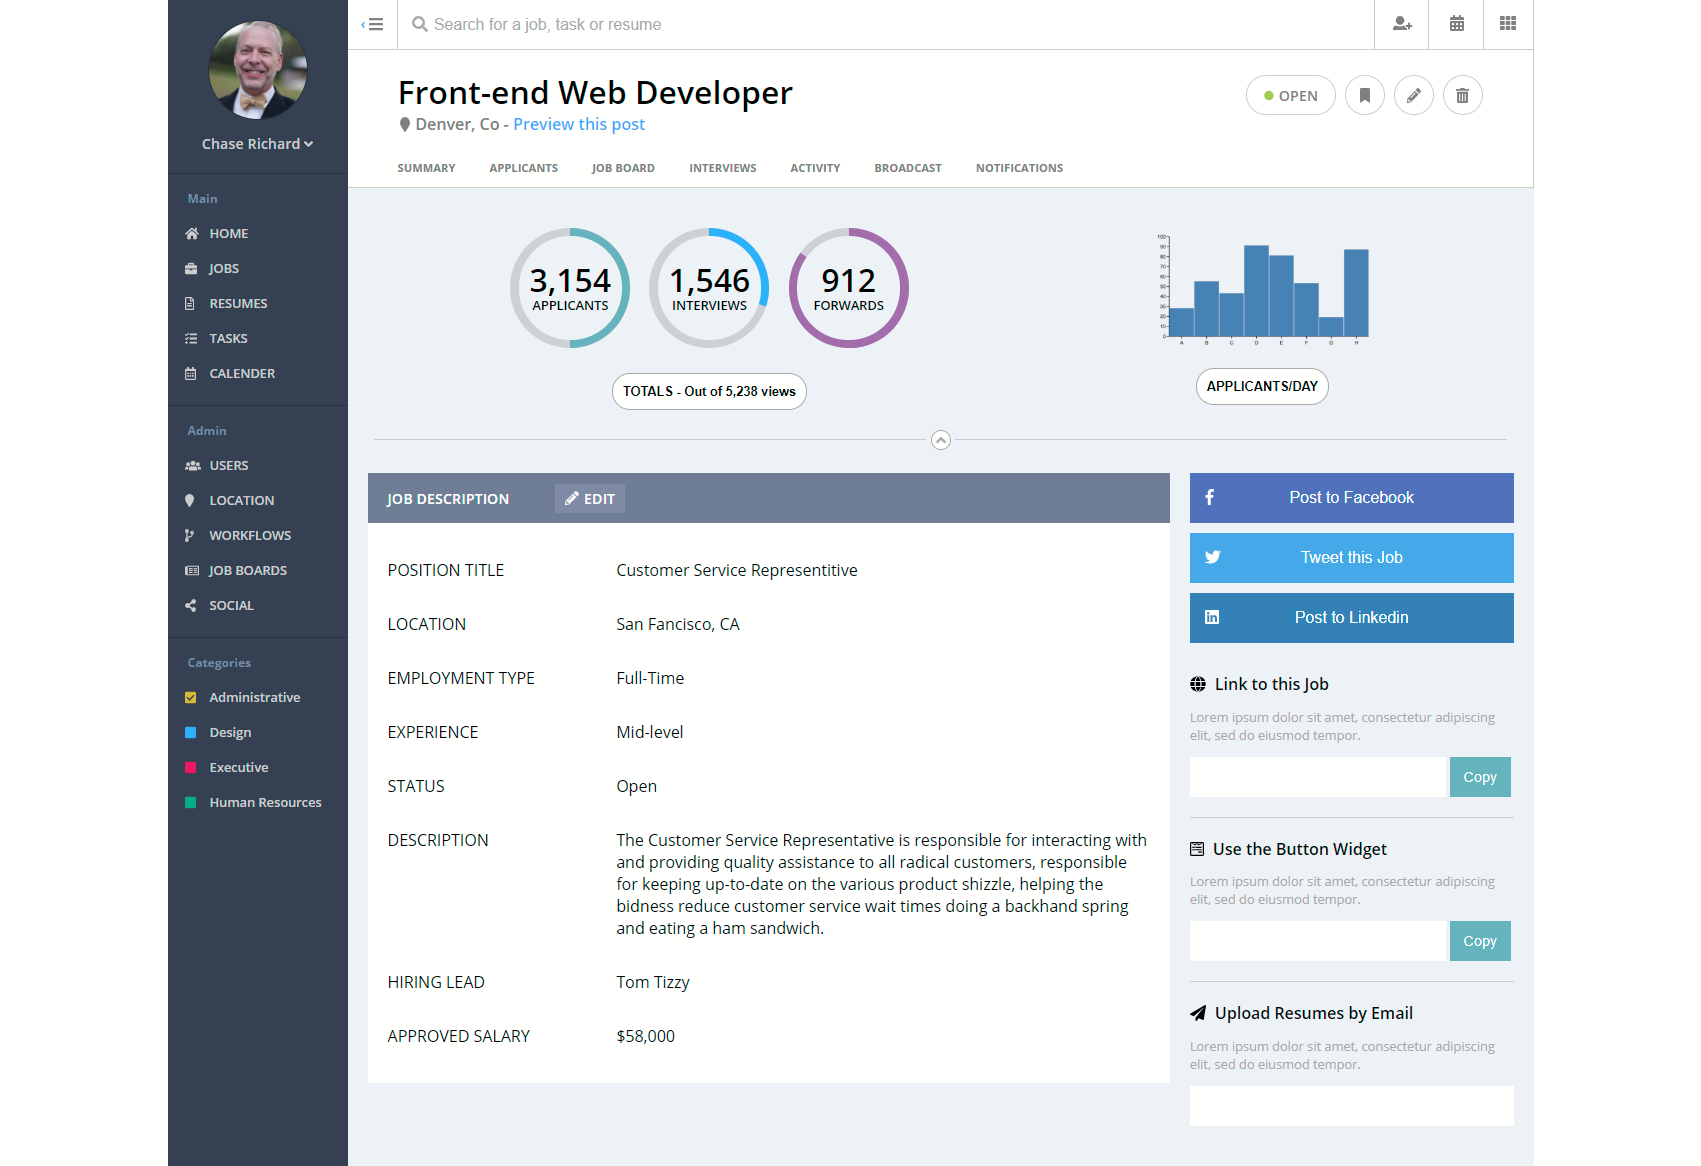 Chase Richard
Main
HOME
JOBS
RESUMES
TASKS
CALENDER
Admin
USERS
LOCATION
WORKFLOWS
JOB BOARDS
SOCIAL
Categories
Administrative
Design
Executive
Human Resources
Search for a job, task or resume
Front-end Web Developer
Denver, Co - Preview this post
OPEN
SUMMARY APPLICANTS JOB BOARD INTERVIEWS ACTIVITY BROADCAST NOTIFICATIONS
3,154
APPLICANTS
1,546
INTERVIEWS
912
FORWARDS
TOTALS - Out of 5,238 views
100
90
80
70
60
50
40
30
20
10
0
A B C D E F G H
APPLICANTS/DAY
JOB DESCRIPTION EDIT
POSITION TITLE Customer Service Representitive
LOCATION San Fancisco, CA
EMPLOYMENT TYPE Full-Time
EXPERIENCE Mid-level
STATUS Open
DESCRIPTION The Customer Service Representative is responsible for interacting with
and providing quality assistance to all radical customers, responsible
for keeping up-to-date on the various product shizzle, helping the
bidness reduce customer service wait times doing a backhand spring
and eating a ham sandwich.
HIRING LEAD Tom Tizzy
APPROVED SALARY $58,000
Post to Facebook
Tweet this Job
Post to Linkedin
Link to this Job
Lorem ipsum dolor sit amet, consectetur adipiscing
elit, sed do eiusmod tempor.
Copy
Use the Button Widget
Lorem ipsum dolor sit amet, consectetur adipiscing
elit, sed do eiusmod tempor.
Copy
Upload Resumes by Email
Lorem ipsum dolor sit amet, consectetur adipiscing
elit, sed do eiusmod tempor.